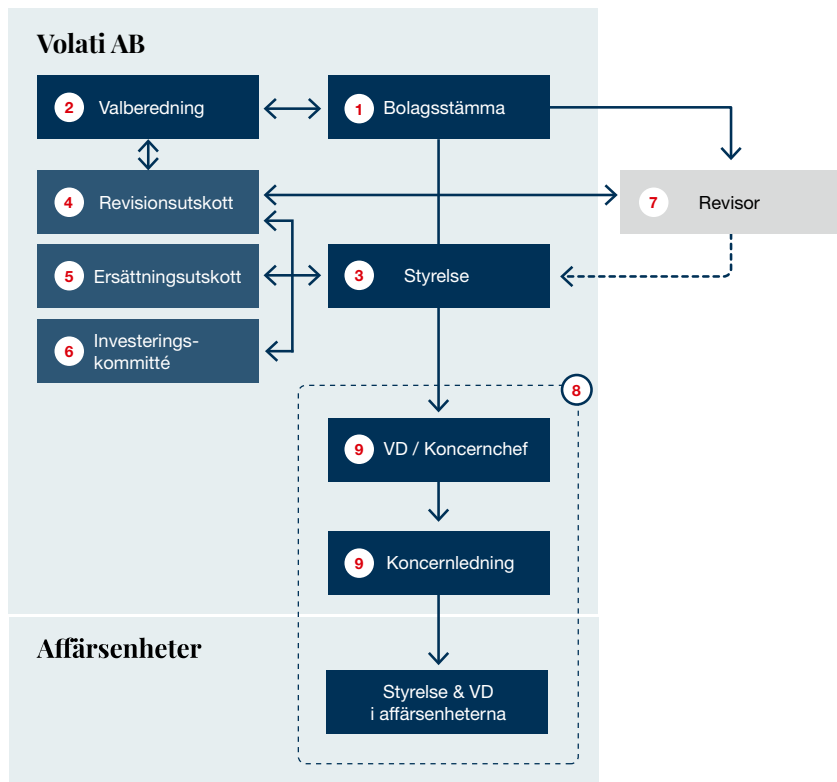 Volati AB
2 Valberedning
1 Bolagsstämma
4 Revisionsutskott
7 Revisor
5 Ersättningsutskott
3 Styrelse
6 Investerings-
kommitté
8
9 VD / Koncernchef
9 Koncernledning
Affärsenheter
Styrelse & VD
i affärsenheterna